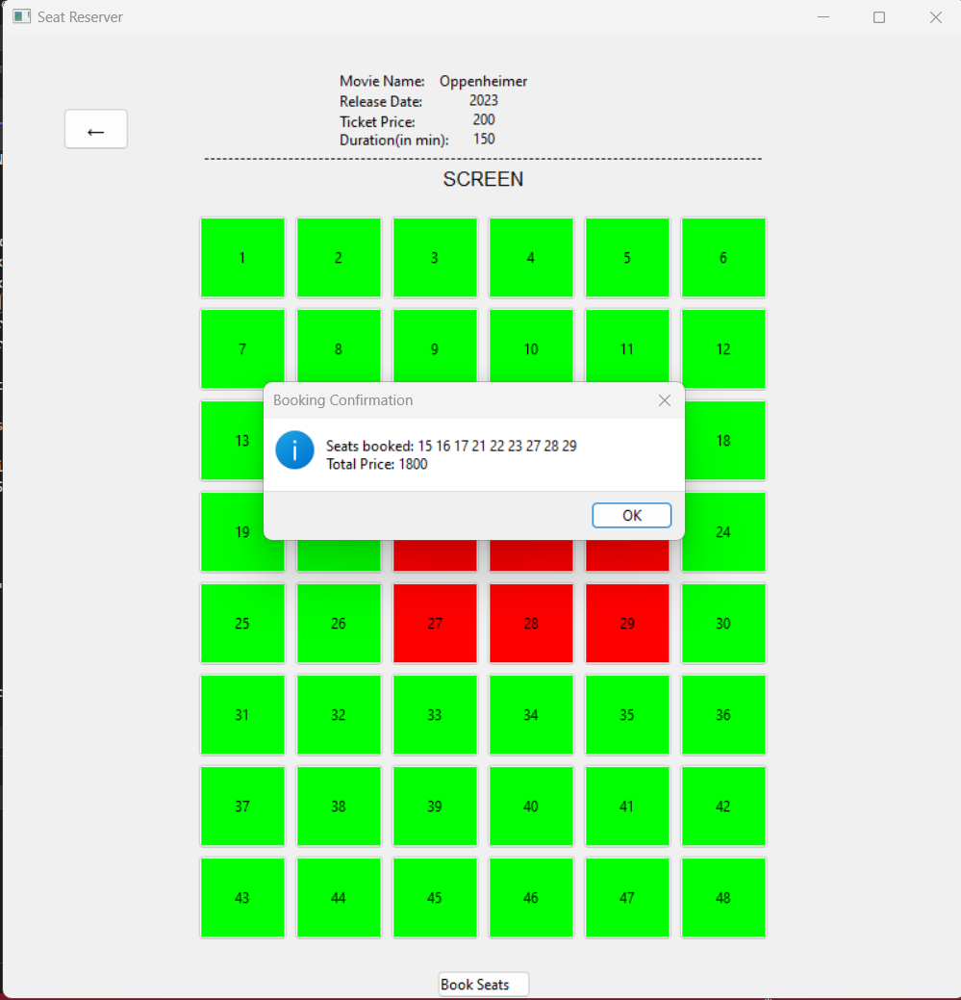 Seat Reserver
Movie Name: Oppenheimer
Release Date: 2023
Ticket Price: 200
Duration(in min): 150
SCREEN
1 2 3 4 5 6
7 8 9 10 11 12
Booking Confirmation
13 18
Seats booked: 15 16 17 21 22 23 27 28 29
Total Price: 1800
OK
19 24
25 26 27 28 29 30
31 32 33 34 35 36
37 38 39 40 41 42
43 44 45 46 47 48
Book Seats